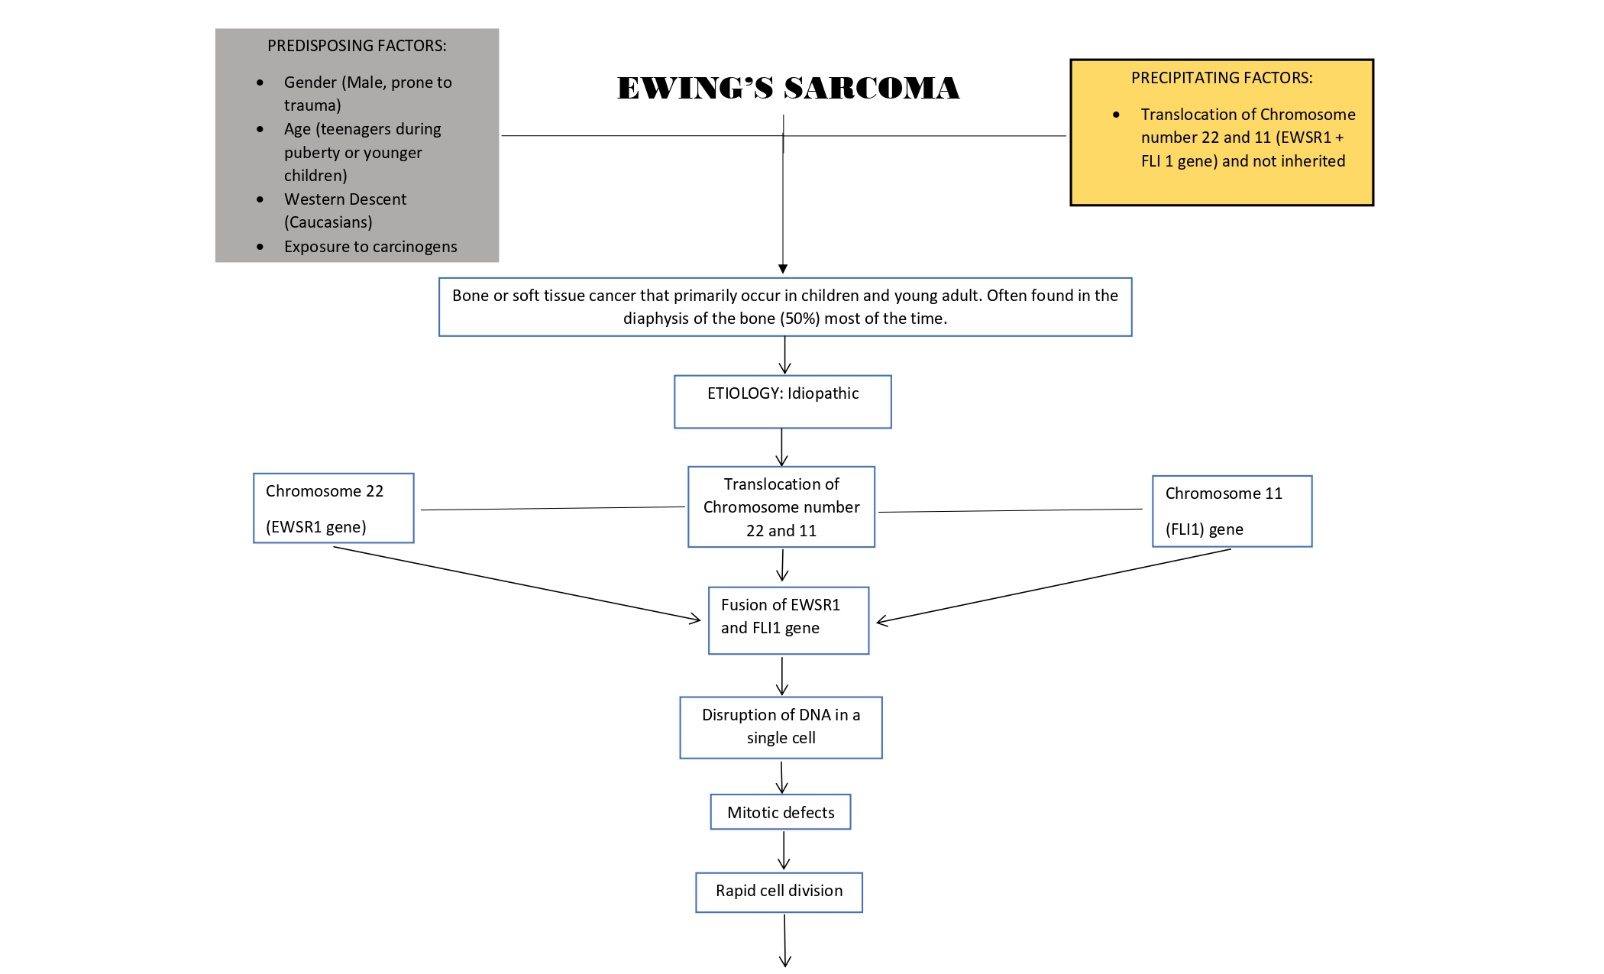 PREDISPOSING FACTORS:
• Gender (Male, prone to
trauma)
• Age (teenagers during
puberty or younger
children)
• Western Descent
(Caucasians)
• Exposure to carcinogens
EWING'S SARCOMA
PRECIPITATING FACTORS:
• Translocation of Chromosome
number 22 and 11 (EWSR1 +
FLI 1 gene) and not inherited
Bone or soft tissue cancer that primarily occur in children and young adult. Often found in the
diaphysis of the bone (50%) most of the time.
ETIOLOGY: Idiopathic
Chromosome 22
(EWSR1 gene)
Translocation of
Chromosome number
22 and 11
Chromosome 11
(FLI1) gene
Fusion of EWSR1
and FLI1 gene
Disruption of DNA in a
single cell
Mitotic defects
Rapid cell division